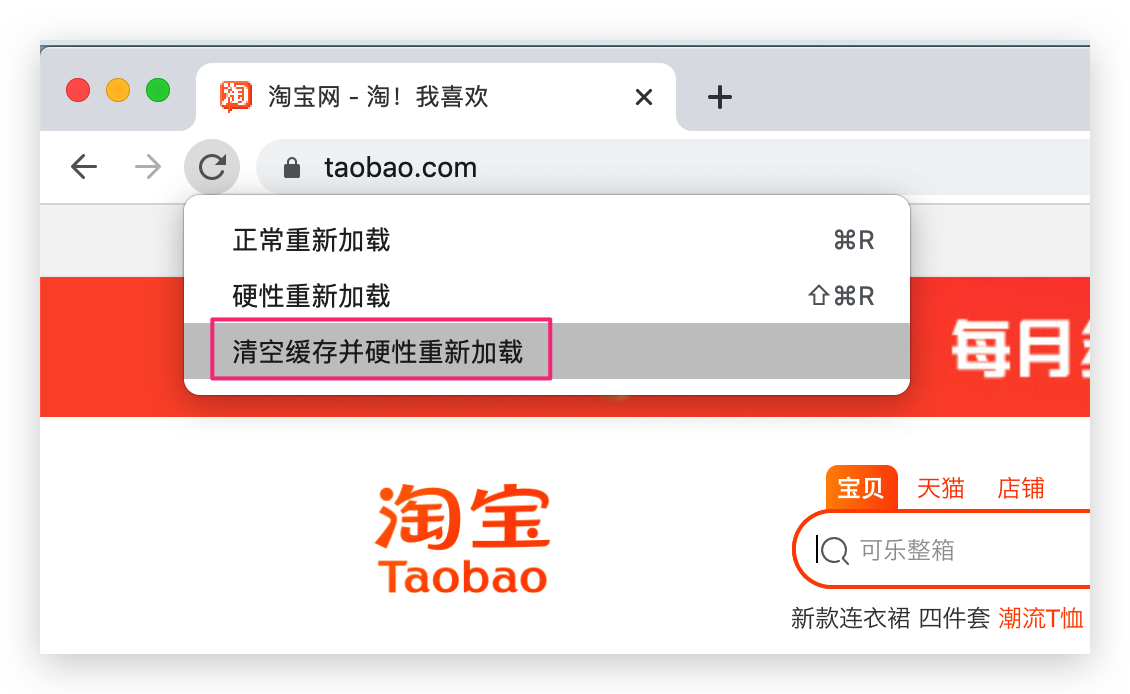 淘宝网 - 淘！我喜欢
taobao.com
正常重新加载 ⌘R
硬性重新加载 ⇧⌘R
清空缓存并硬性重新加载
每月
淘宝
Taobao
宝贝 天猫 店铺
可乐整箱
新款连衣裙 四件套 潮流T恤